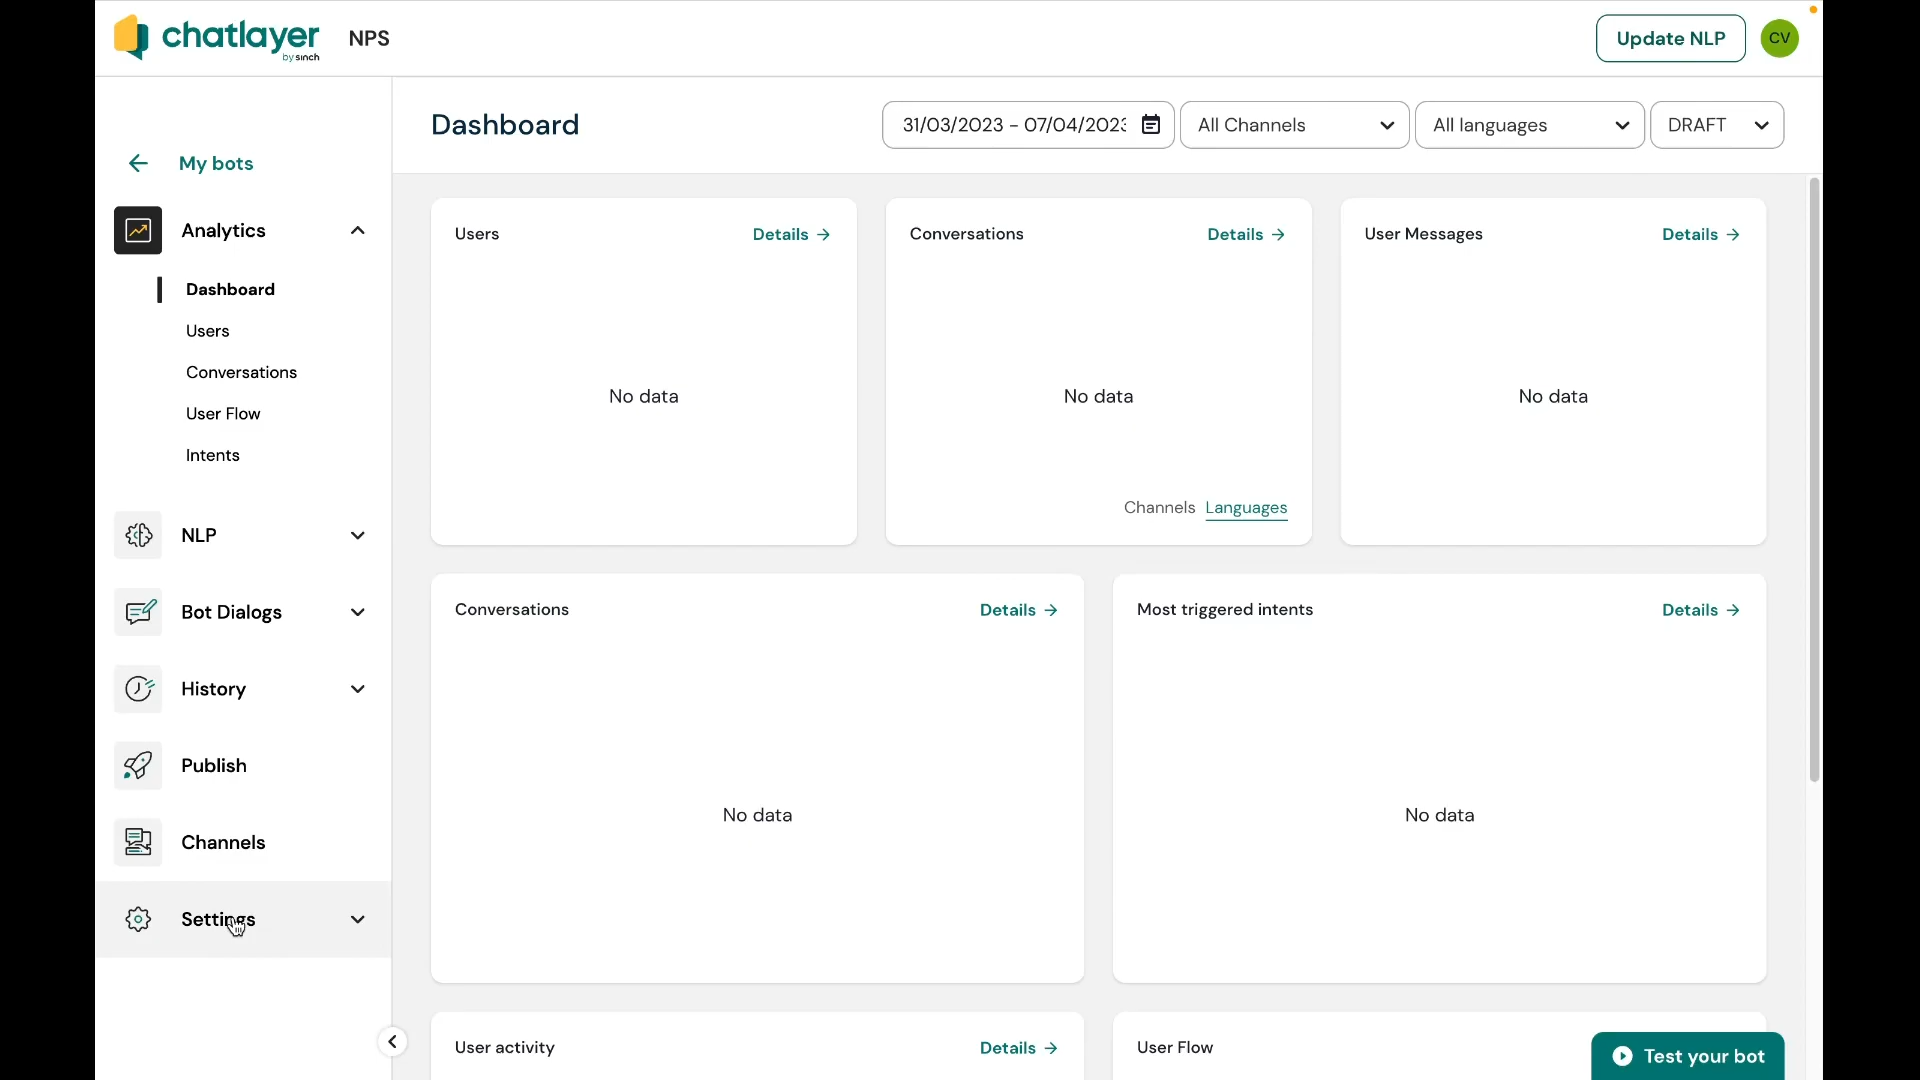 chatlayer
by sinch
NPS
Update NLP
CV
My bots
Analytics
Dashboard
Users
Conversations
User Flow
Intents
NLP
Bot Dialogs
History
Publish
Channels
Settings
Dashboard
31/03/2023 - 07/04/2023
All Channels
All languages
DRAFT
Users
Details
No data
Conversations
Details
No data
Channels Languages
User Messages
Details
No data
Conversations
Details
No data
Most triggered intents
Details
No data
User activity
Details
User Flow
Test your bot